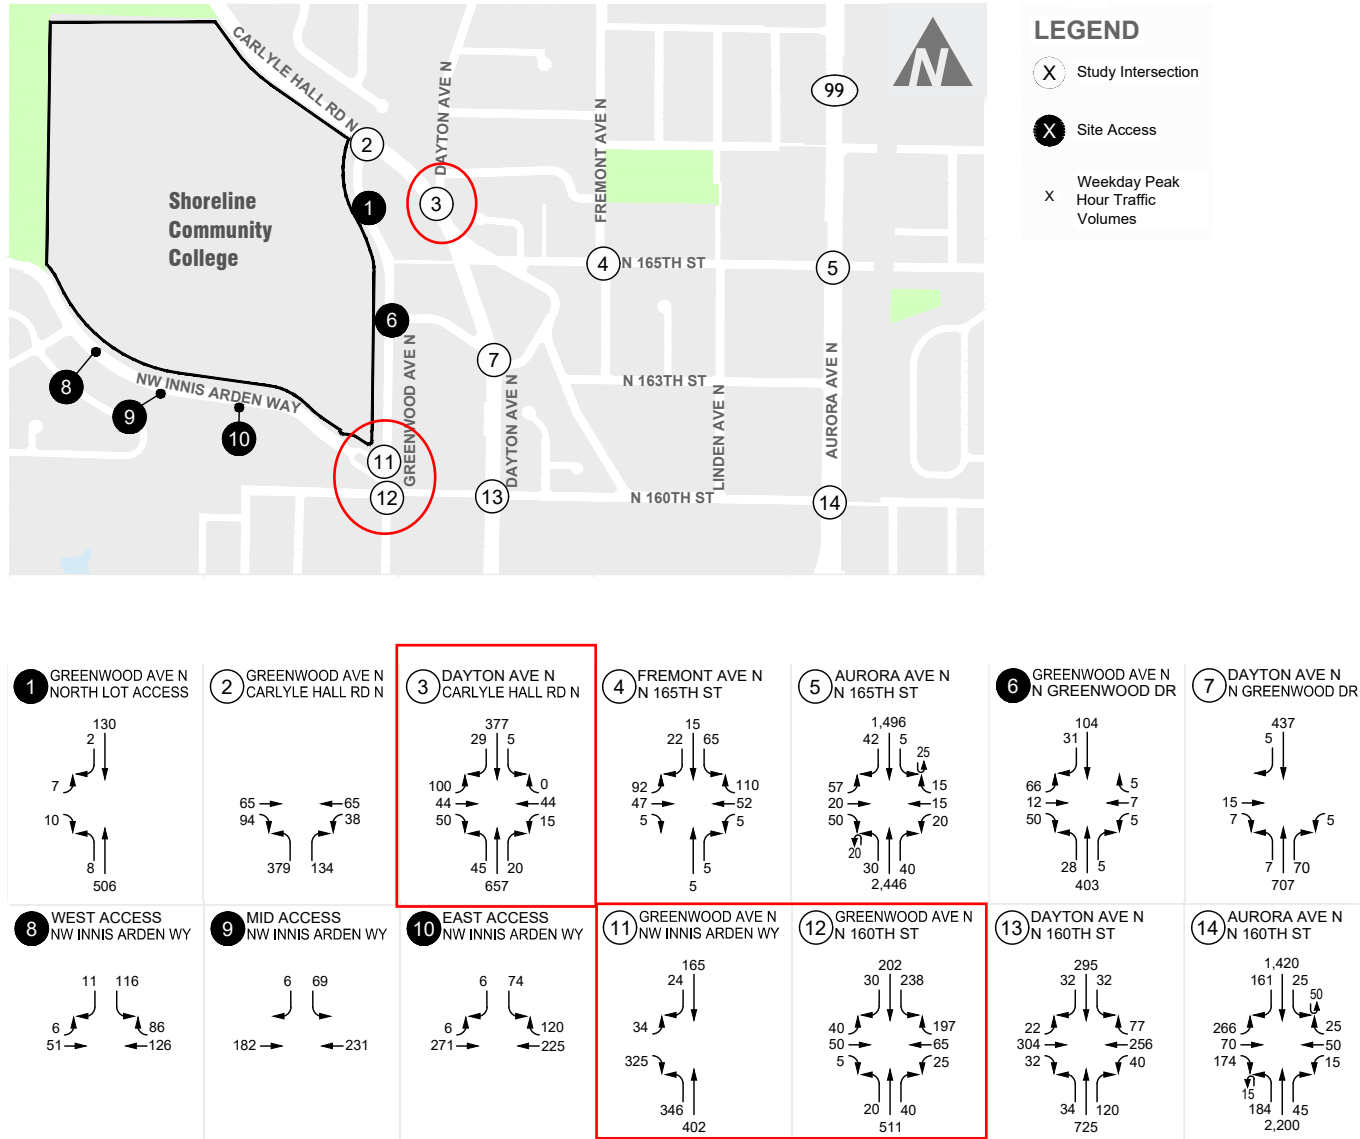 CARLYLE HALL RD N
DAYTON AVE N
FREMONT AVE N
99
N
LEGEND
X Study Intersection
X Site Access
X Weekday Peak
Hour Traffic
Volumes
2
1
3
Shoreline
Community
College
4
N 165TH ST
5
6
7
8
9
10
NW INNIS ARDEN WAY
GREENWOOD AVE N
DAYTON AVE N
N 163TH ST
LINDEN AVE N
AURORA AVE N
11
12
13
N 160TH ST
14
1 GREENWOOD AVE N
NORTH LOT ACCESS
130
2
7
10
8
506
2 GREENWOOD AVE N
CARLYLE HALL RD N
65 65
94 38
379 134
3 DAYTON AVE N
CARLYLE HALL RD N
377
29 5
100 0
44 44
50 15
45 20
657
4 FREMONT AVE N
N 165TH ST
15
22 65
92 110
47 52
5 5
5
5
5 AURORA AVE N
N 165TH ST
1,496
42 5
25
57 15
20 15
50 20
20
30 40
2,446
6 GREENWOOD AVE N
N GREENWOOD DR
104
31
66 5
12 7
50 5
28 5
403
7 DAYTON AVE N
N GREENWOOD DR
437
5
15
7 5
7 70
707
8 WEST ACCESS
NW INNIS ARDEN WY
11 116
6 86
51 126
9 MID ACCESS
NW INNIS ARDEN WY
6 69
182 231
10 EAST ACCESS
NW INNIS ARDEN WY
6 74
6 120
271 225
11 GREENWOOD AVE N
NW INNIS ARDEN WY
165
24
34
325
346
402
12 GREENWOOD AVE N
N 160TH ST
202
30 238
40 197
50 65
5 25
20 40
511
13 DAYTON AVE N
N 160TH ST
295
32 32
22 77
304 256
32 40
34 120
725
14 AURORA AVE N
N 160TH ST
1,420
161 25
50
266 25
70 50
174 15
15
184 45
2,200